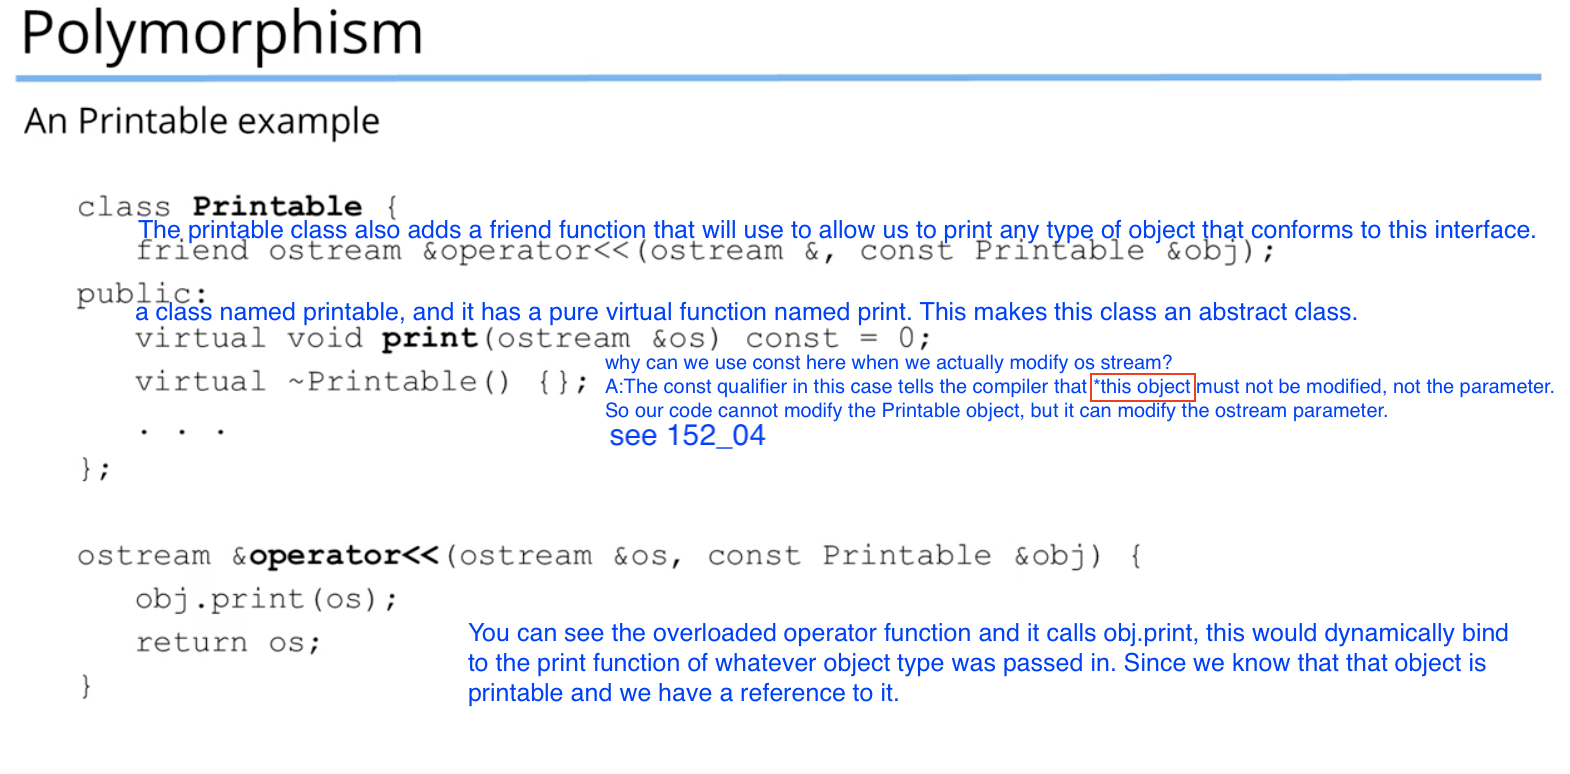 Polymorphism
An Printable example
class Printable {
The printable class also adds a friend function that will use to allow us to print any type of object that conforms to this interface.
friend ostream &operator<<(ostream &, const Printable &obj);
public:
a class named printable, and it has a pure virtual function named print. This makes this class an abstract class.
virtual void print(ostream &os) const = 0;
why can we use const here when we actually modify os stream?
virtual ~Printable() {};
A:The const qualifier in this case tells the compiler that *this object must not be modified, not the parameter.
So our code cannot modify the Printable object, but it can modify the ostream parameter.
. . .
see 152_04
};
ostream &operator<<(ostream &os, const Printable &obj) {
obj.print(os);
return os;
}
You can see the overloaded operator function and it calls obj.print, this would dynamically bind
to the print function of whatever object type was passed in. Since we know that that object is
printable and we have a reference to it.